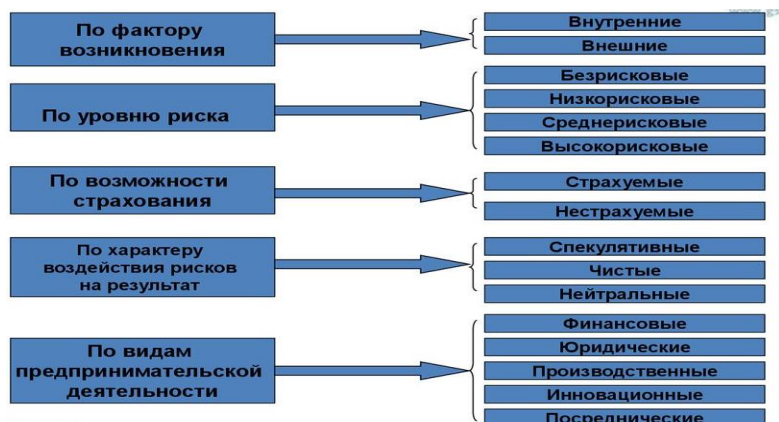 По фактору
возникновения
Внутренние
Внешние
По уровню риска
Безрисковые
Низкорисковые
Среднерисковые
Высокорисковые
По возможности
страхования
Страхуемые
Нестрахуемые
По характеру
воздействия рисков
на результат
Спекулятивные
Чистые
Нейтральные
По видам
предпринимательской
деятельности
Финансовые
Юридические
Производственные
Инновационные
Посреднические